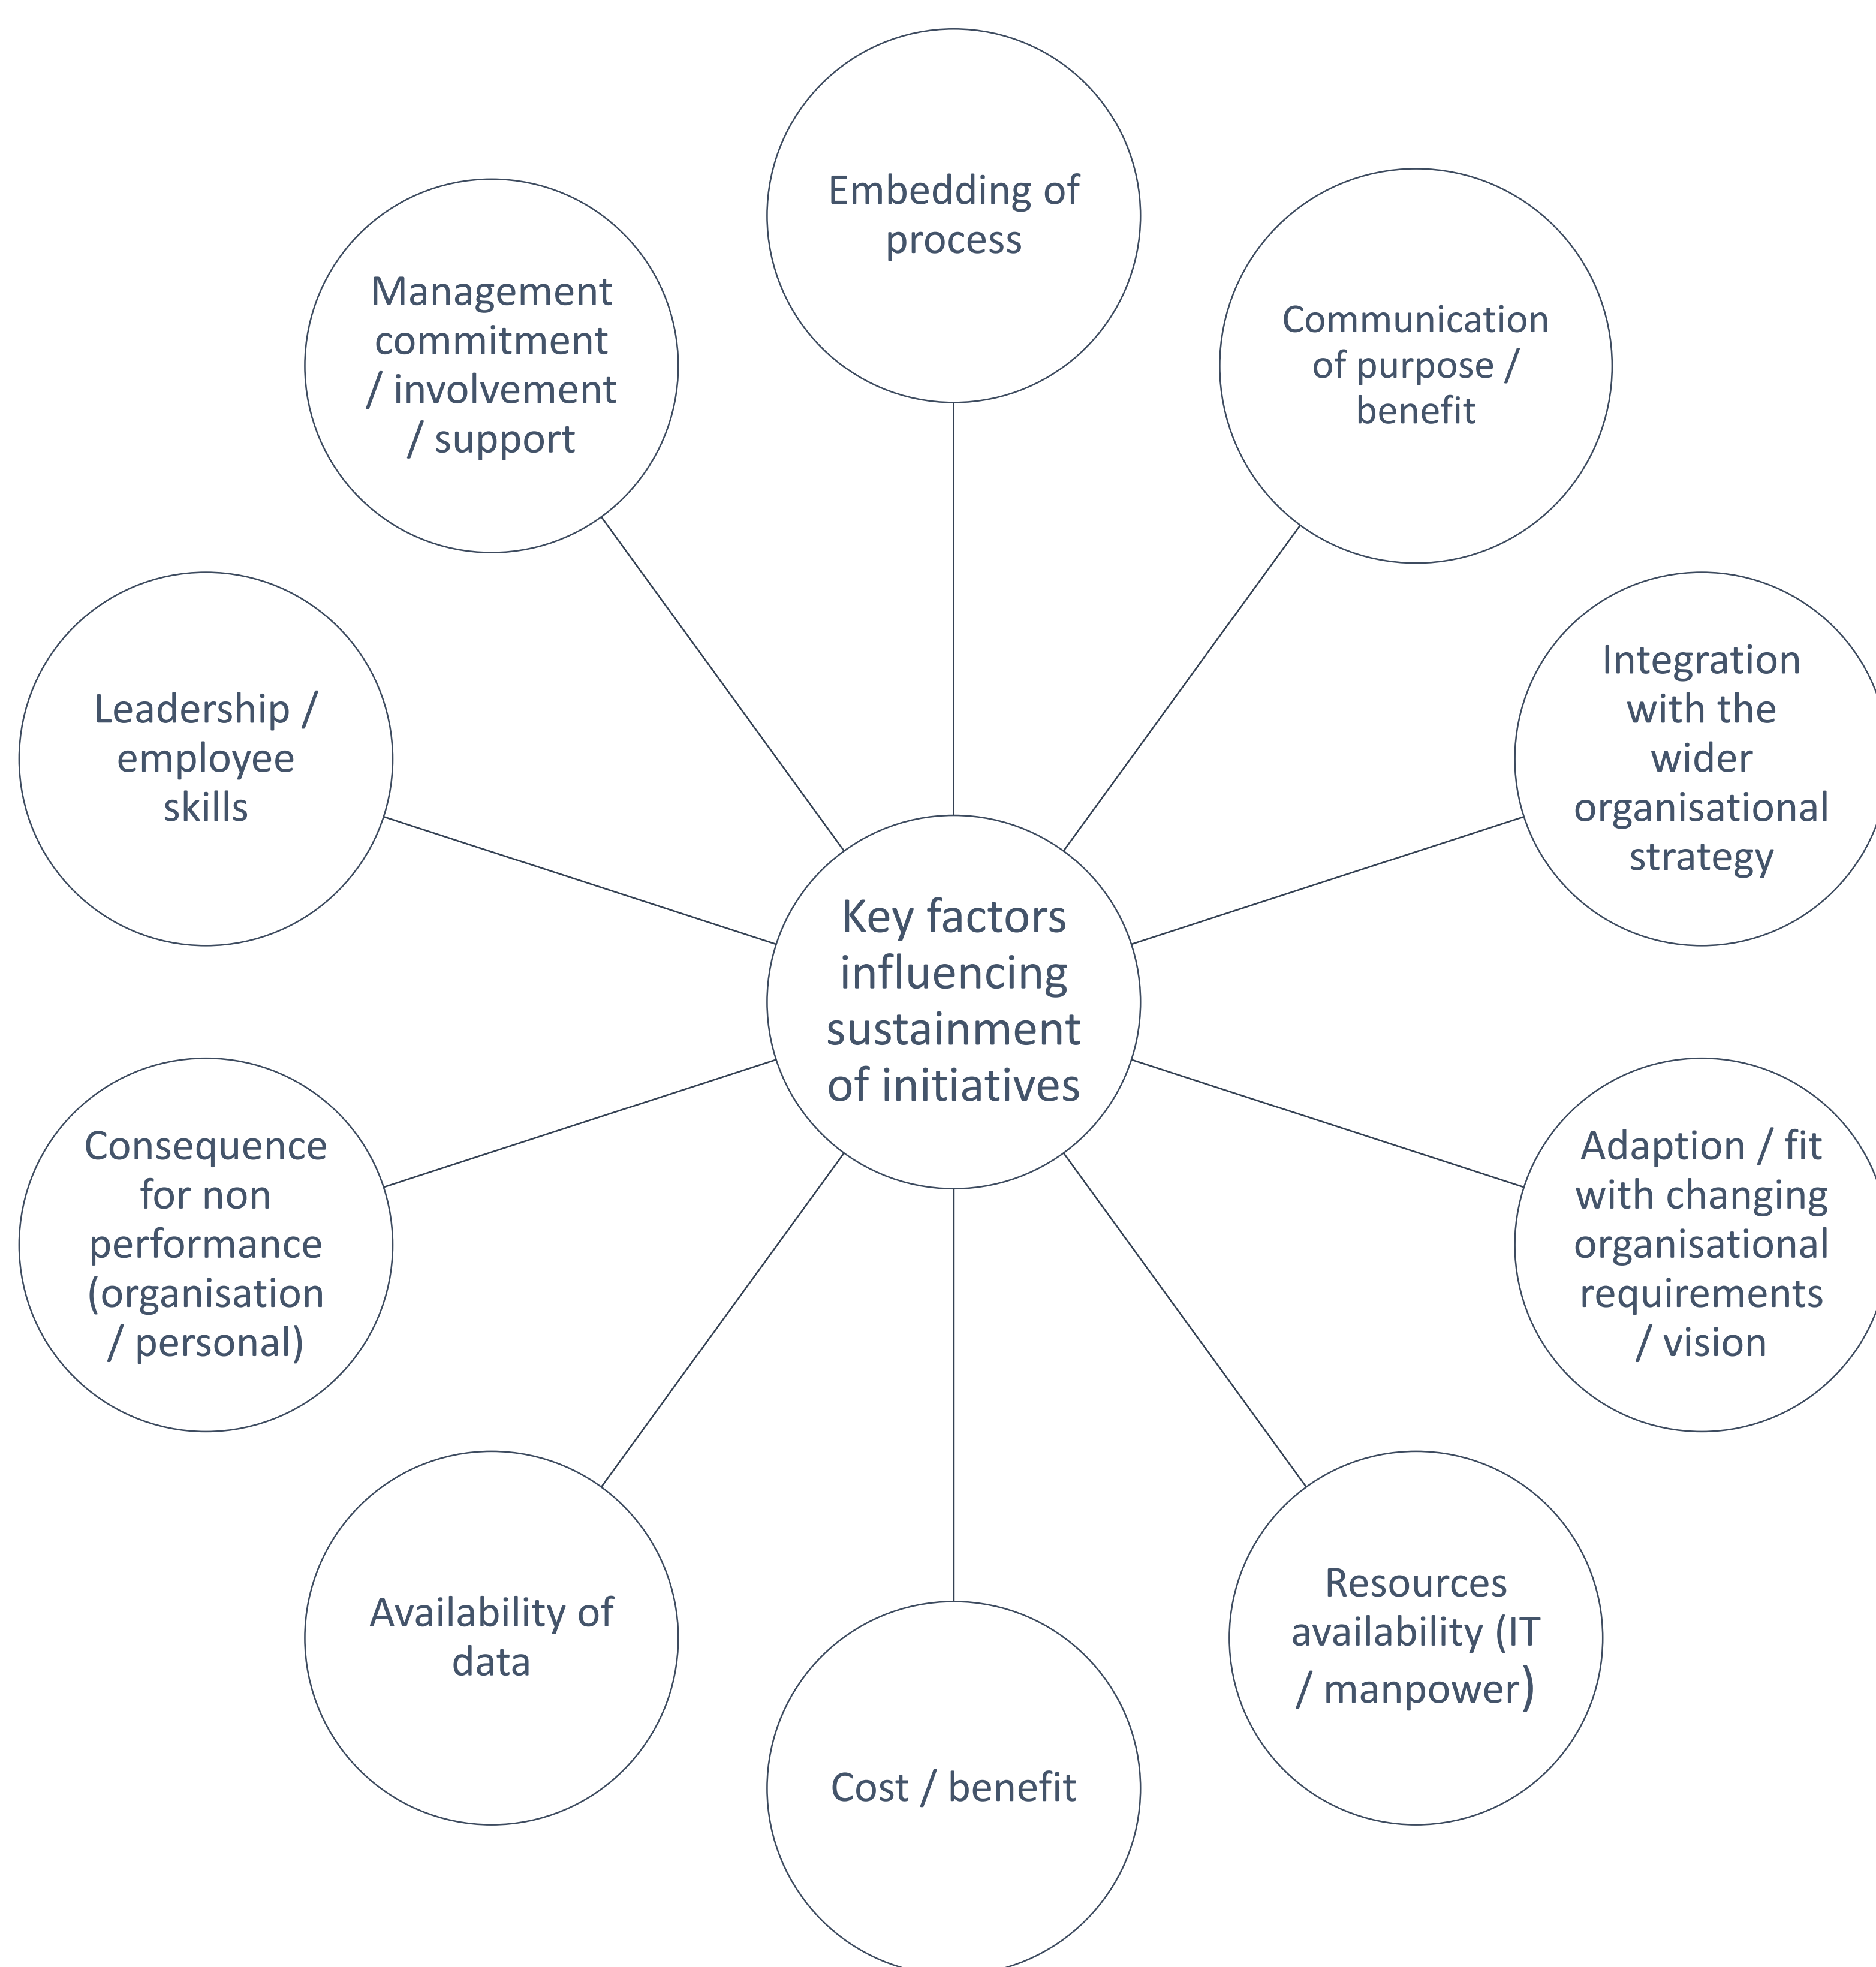 Embedding of
process
Communication
of purpose /
benefit
Integration
with the
wider
organisational
strategy
Adaption / fit
with changing
organisational
requirements
/ vision
Resources
availability (IT
/ manpower)
Cost / benefit
Availability of
data
Consequence
for non
performance
(organisation
/ personal)
Leadership /
employee
skills
Management
commitment
/ involvement
/ support
Key factors
influencing
sustainment
of initiatives